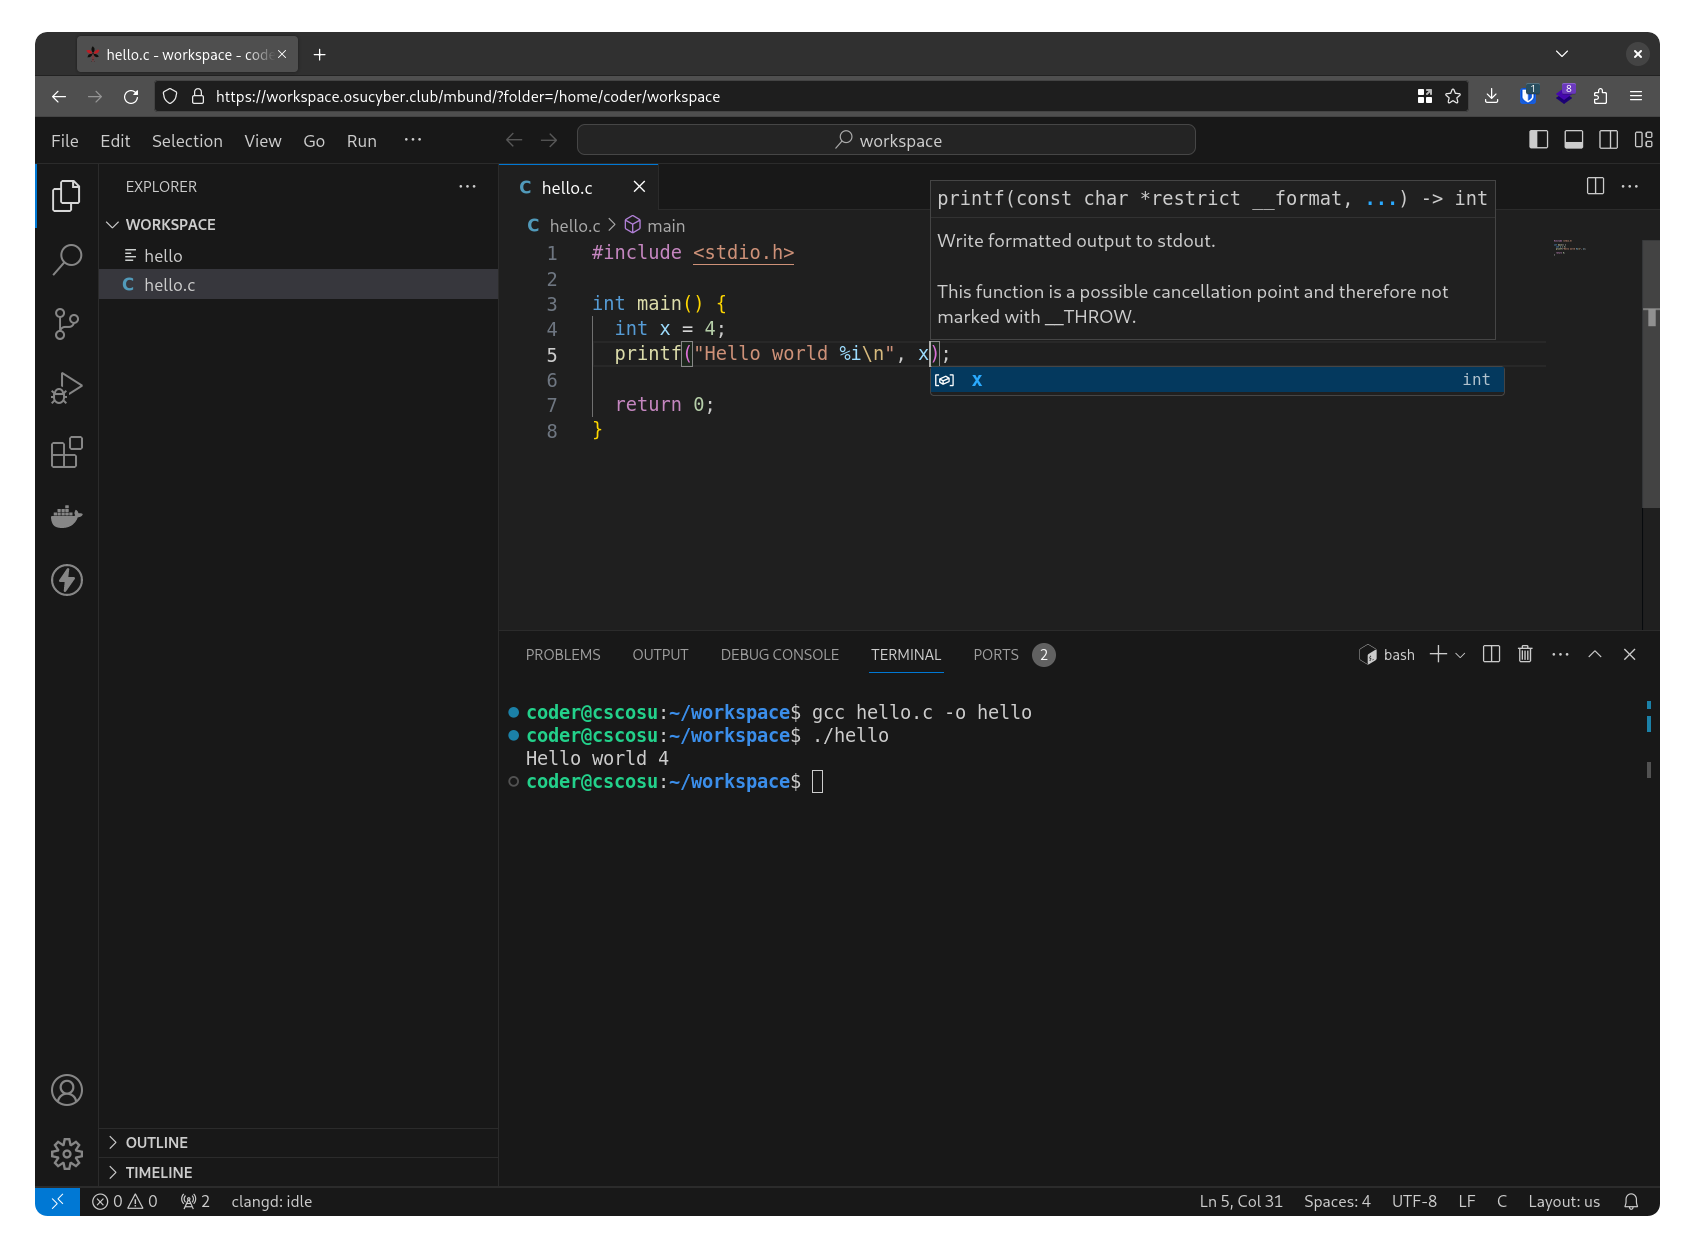 hello.c - workspace - code
https://workspace.osucyber.club/mbund/?folder=/home/coder/workspace
1
8
File Edit Selection View Go Run ···
workspace
EXPLORER ···
WORKSPACE
hello
C hello.c
C hello.c
C hello.c > main
1 #include <stdio.h>
2
3 int main() {
4 int x = 4;
5 printf("Hello world %i\n", x);
6
7 return 0;
8 }
printf(const char *restrict __format, ...) -> int
Write formatted output to stdout.
This function is a possible cancellation point and therefore not
marked with __THROW.
x int
PROBLEMS OUTPUT DEBUG CONSOLE TERMINAL PORTS 2
bash
coder@cscosu:~/workspace$ gcc hello.c -o hello
coder@cscosu:~/workspace$ ./hello
Hello world 4
coder@cscosu:~/workspace$
OUTLINE
TIMELINE
0 0 2 clangd: idle
Ln 5, Col 31 Spaces: 4 UTF-8 LF C Layout: us